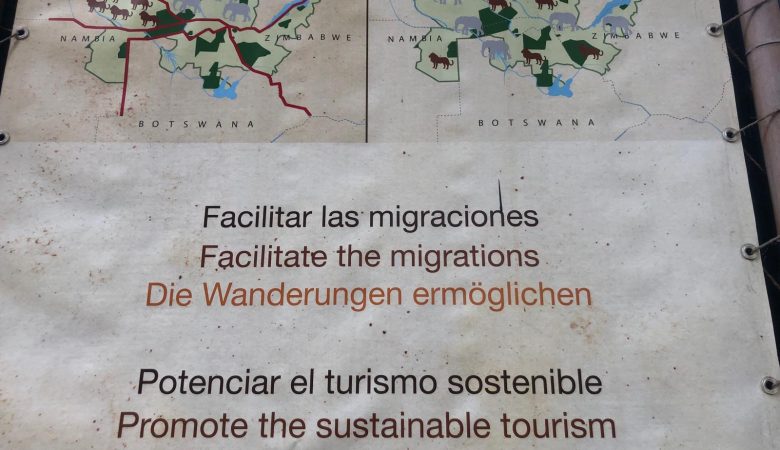 NAMBIA ZIMBABWE
BOTSWANA
NAMBIA ZIMBABWE
BOTSWANA
Facilitar las migraciones
Facilitate the migrations
Die Wanderungen ermöglichen
Potenciar el turismo sostenible
Promote the sustainable tourism